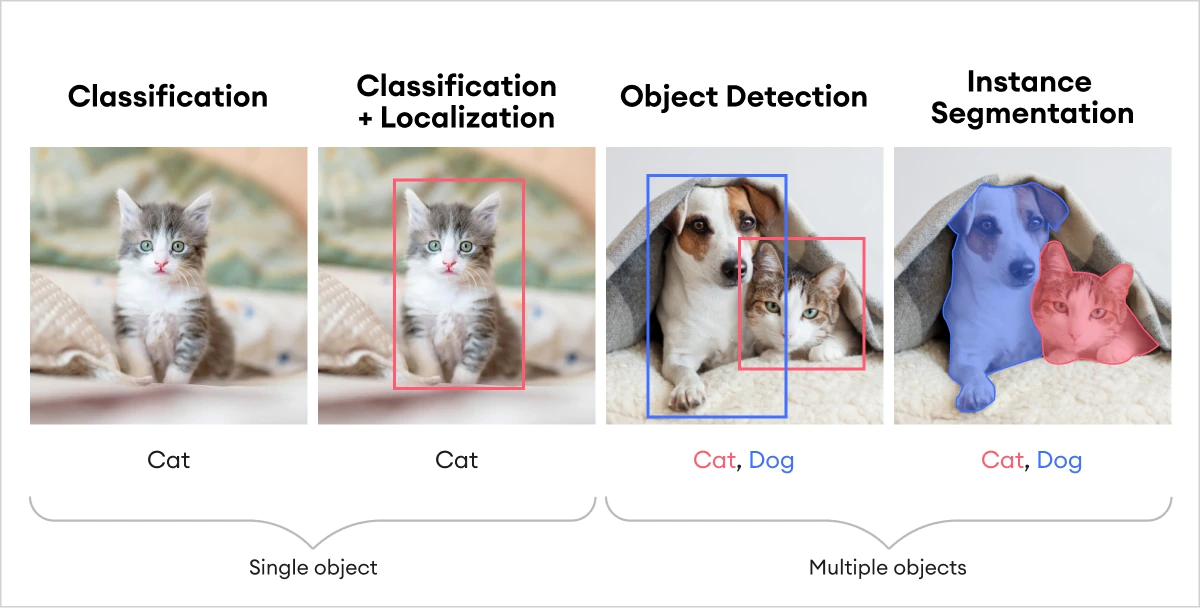 Classification
Classification
+ Localization
Object Detection
Instance
Segmentation
Cat
Cat
Cat, Dog
Cat, Dog
Single object
Multiple objects